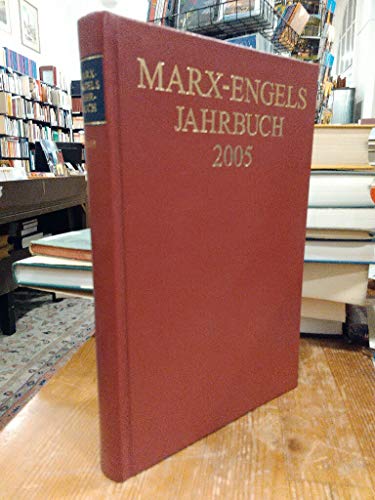 MARX-ENGELS
JAHRBUCH
2005
MARX-
ENGELS
JAHR-
BUCH